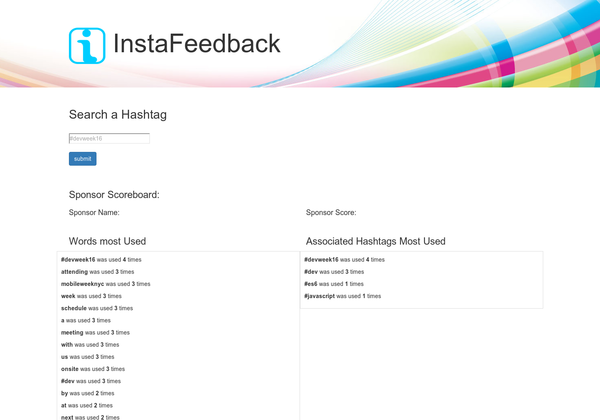 InstaFeedback
Search a Hashtag
#devweek16
submit
Sponsor Scoreboard:
Sponsor Name:
Sponsor Score:
Words most Used
#devweek16 was used 4 times
attending was used 3 times
mobileweeknyc was used 3 times
week was used 3 times
schedule was used 3 times
a was used 3 times
meeting was used 3 times
with was used 3 times
us was used 3 times
onsite was used 3 times
#dev was used 3 times
by was used 2 times
at was used 2 times
next was used 2 times
Associated Hashtags Most Used
#devweek16 was used 4 times
#dev was used 3 times
#es6 was used 1 times
#javascript was used 1 times